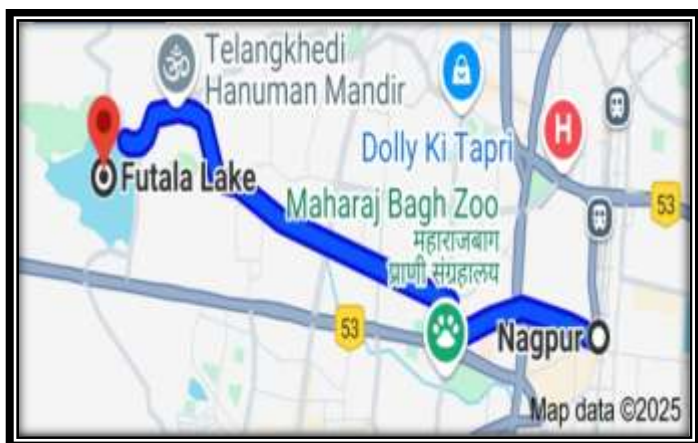 Telangkhedi
Hanuman Mandir
Futala Lake
Dolly Ki Tapri
H
53
Maharaj Bagh Zoo
महाराजबाग
प्राणी संग्रहालय
53
Nagpur
Map data ©2025